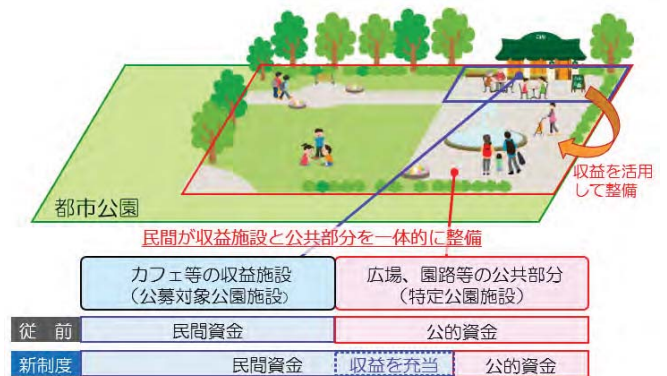 都市公園
収益を活用
して整備
民間が収益施設と公共部分を一体的に整備
カフェ等の収益施設
（公募対象公園施設）
広場、園路等の公共部分
（特定公園施設）
従 前
民間資金
公的資金
新制度
民間資金
収益を充当
公的資金